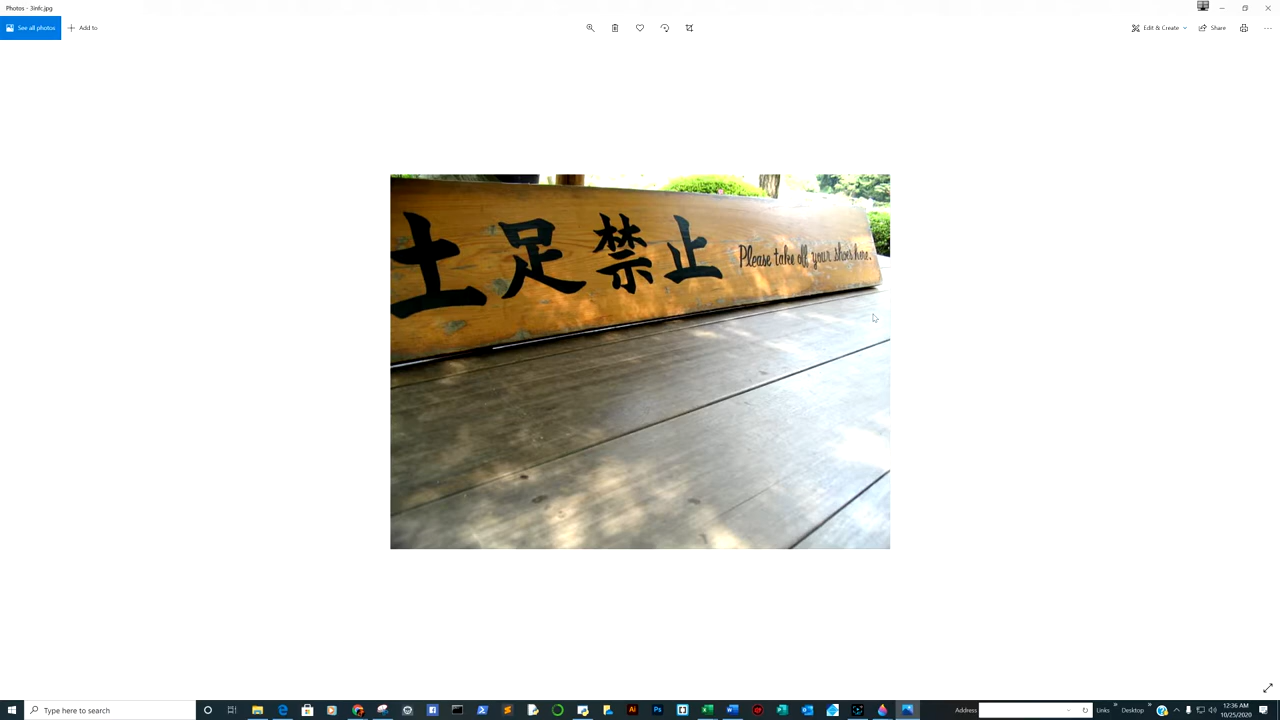 Photos - 3infc.jpg
See all photos
Add to
Edit & Create
Share
土足禁止 Please take off your shoes here.
Type here to search
Address
Links
Desktop
12:36 AM
10/25/2020